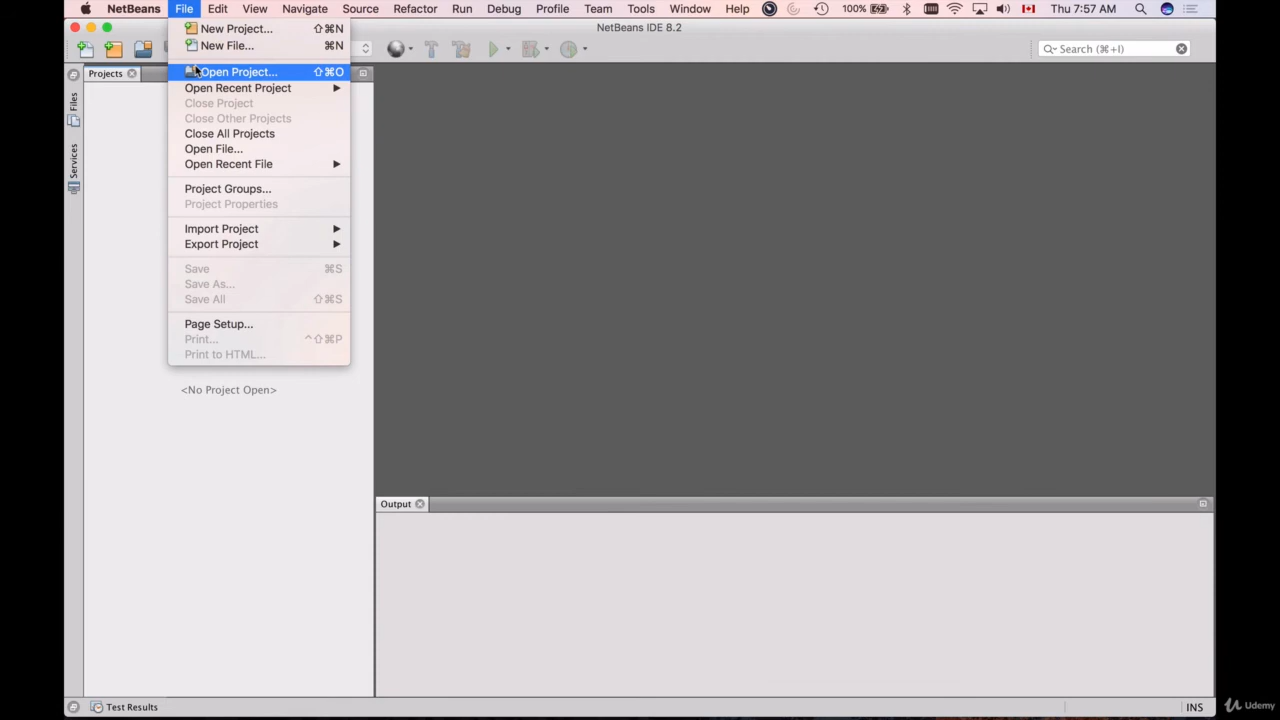 NetBeans File Edit View Navigate Source Refactor Run Debug Profile Team Tools Window Help 100% Thu 7:57 AM
NetBeans IDE 8.2
New Project... ⇧⌘N
New File... ⌘N
Search (⌘+I)
Projects
Open Project... ⇧⌘O
Open Recent Project
Close Project
Close Other Projects
Close All Projects
Open File...
Open Recent File
Project Groups...
Project Properties
Import Project
Export Project
Save ⌘S
Save As...
Save All ⇧⌘S
Page Setup...
Print... ^⇧⌘P
Print to HTML...
Files
Services
<No Project Open>
Output
Test Results
INS
Udemy